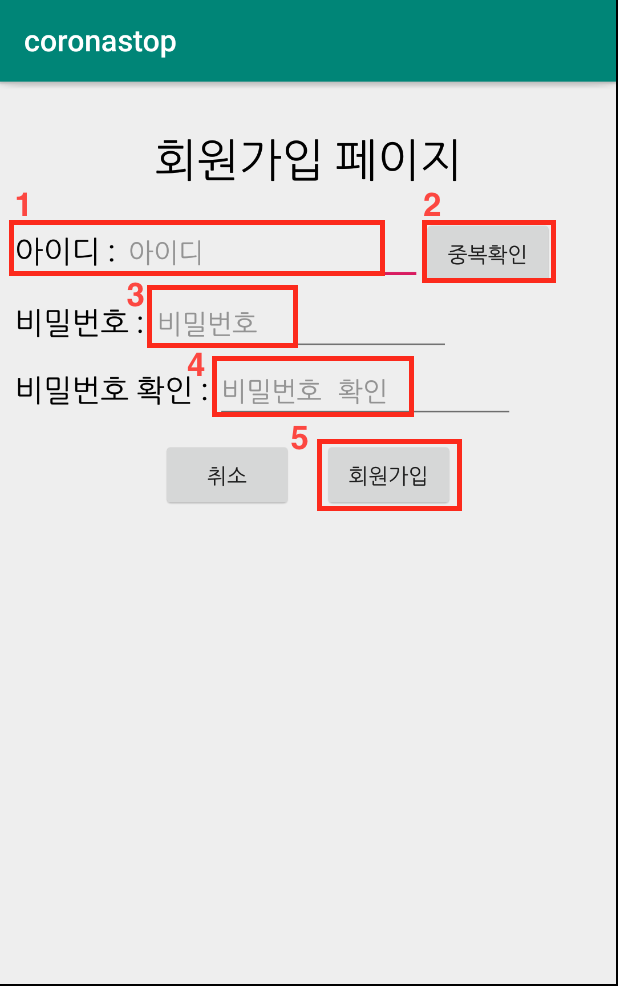 coronastop
회원가입 페이지
1
2
아이디 : 아이디
중복확인
3
비밀번호 : 비밀번호
4
비밀번호 확인 : 비밀번호 확인
5
취소
회원가입